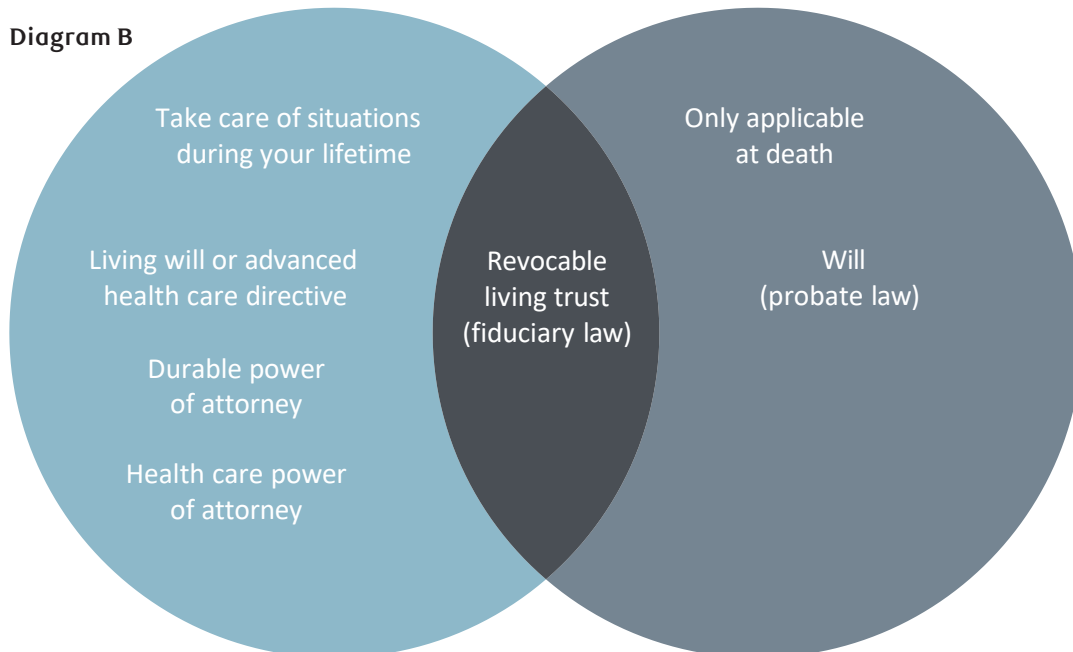 Diagram B
Take care of situations
during your lifetime
Living will or advanced
health care directive
Durable power
of attorney
Health care power
of attorney
Revocable
living trust
(fiduciary law)
Only applicable
at death
Will
(probate law)